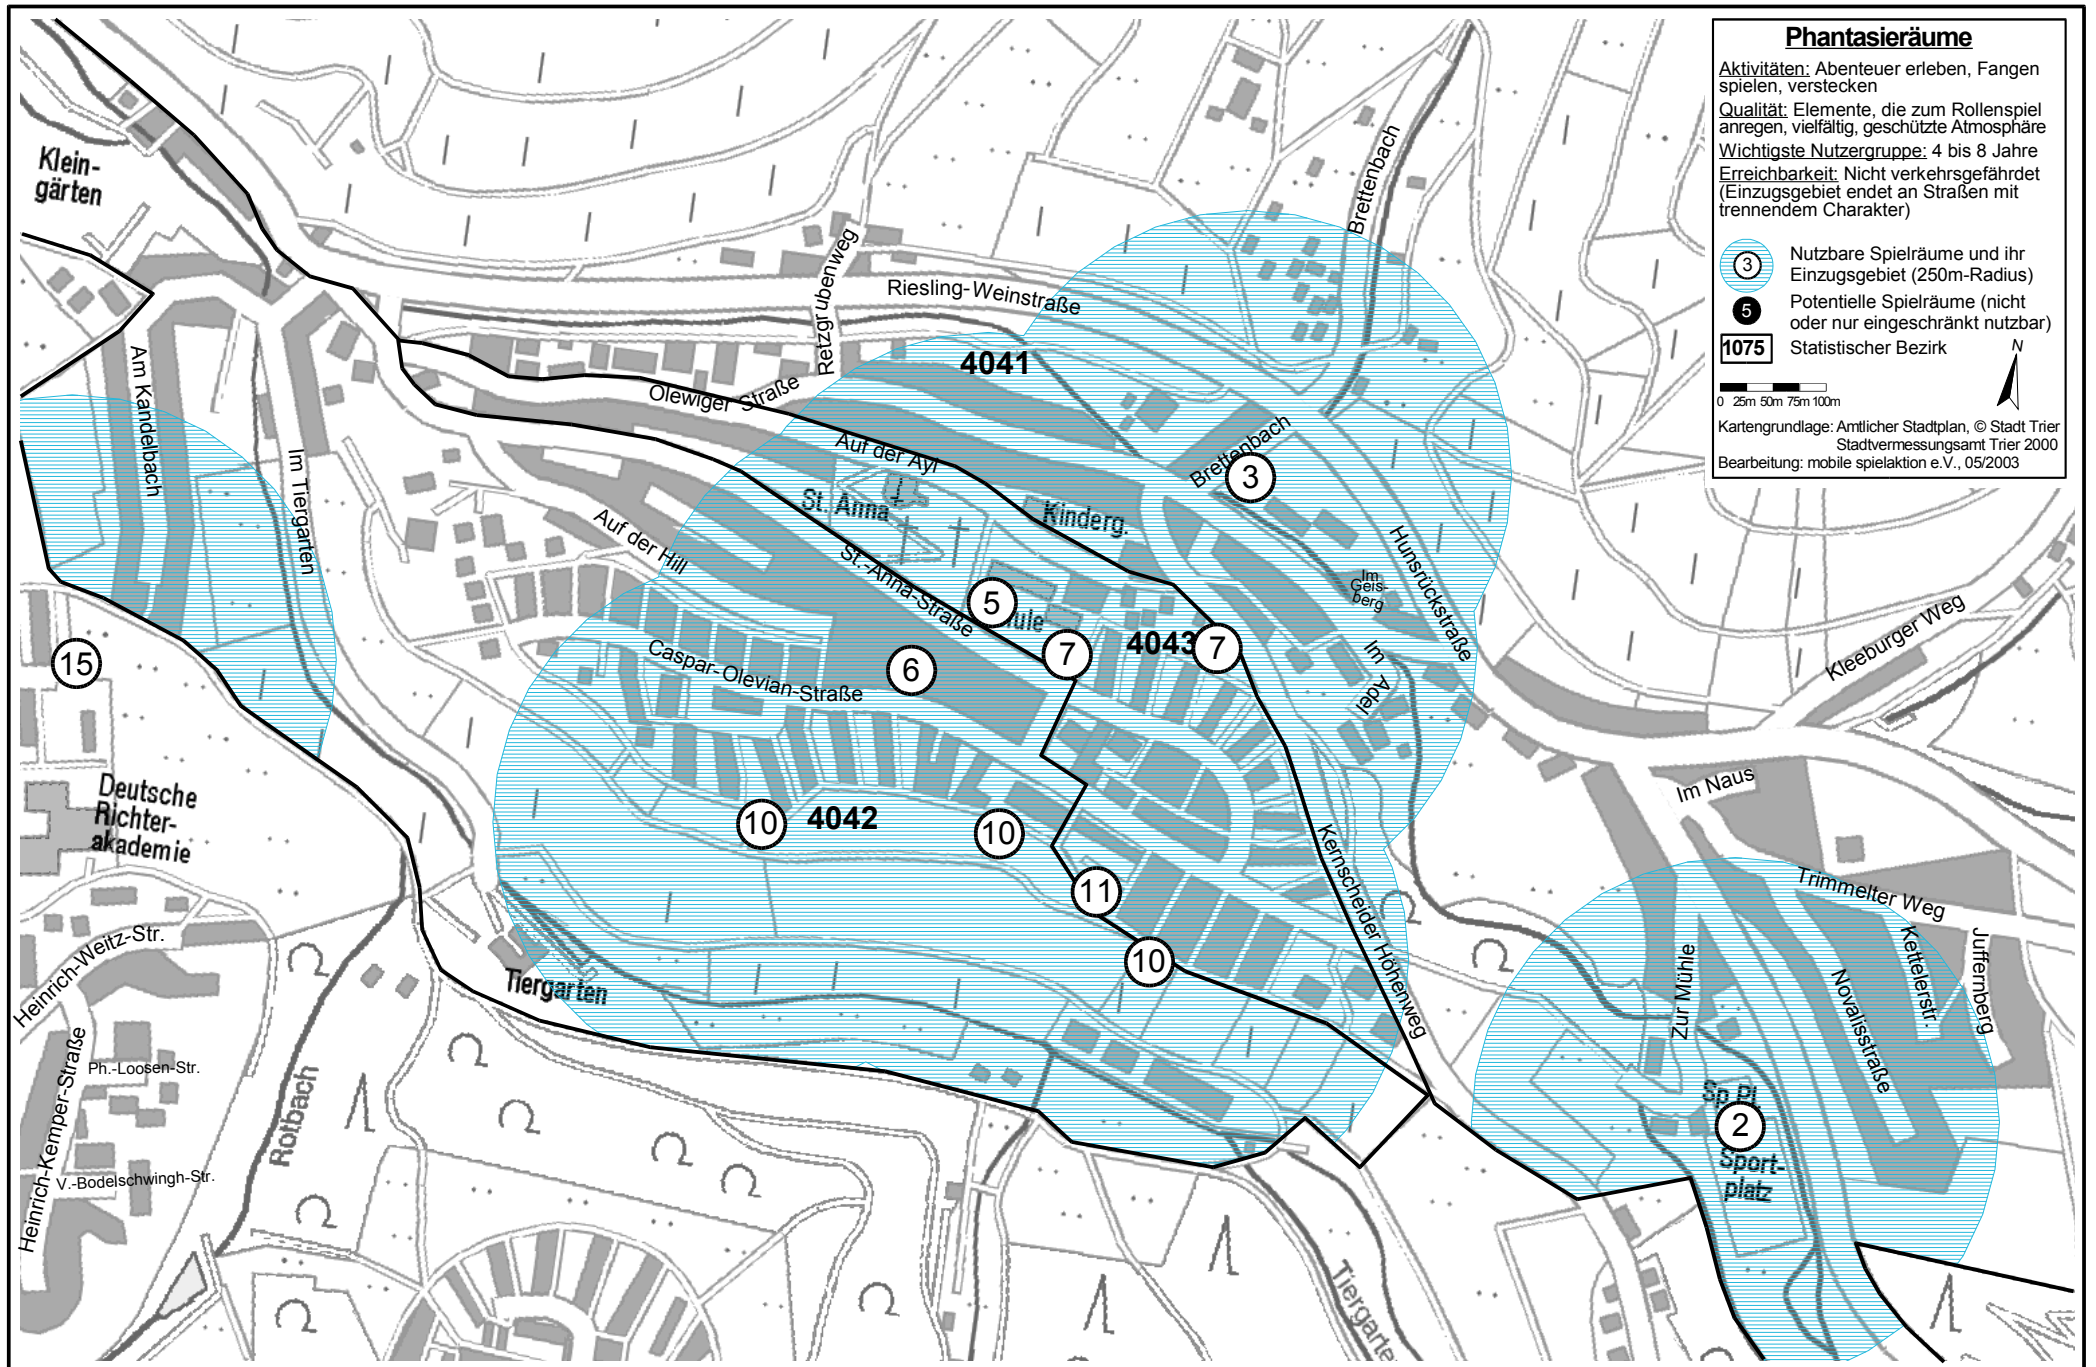 Phantasieräume
Aktivitäten: Abenteuer erleben, Fangen
spielen, verstecken
Qualität: Elemente, die zum Rollenspiel
anregen, vielfältig, geschützte Atmosphäre
Wichtigste Nutzergruppe: 4 bis 8 Jahre
Erreichbarkeit: Nicht verkehrsgefährdet
(Einzugsgebiet endet an Straßen mit
trennendem Charakter)
3
Nutzbare Spielräume und ihr
Einzugsgebiet (250m-Radius)
5
Potentielle Spielräume (nicht
oder nur eingeschränkt nutzbar)
1075
Statistischer Bezirk
N
0 25m 50m 75m 100m
Kartengrundlage: Amtlicher Stadtplan, © Stadt Trier
Stadtvermessungsamt Trier 2000
Bearbeitung: mobile spielaktion e.V., 05/2003
Klein-
gärten
Brettenbach
Retzgrubenweg
Riesling-Weinstraße
4041
Am Kandelbach
Olewiger Straße
Auf der Ayl
Brettenbach
3
Im Tiergarten
St. Anna
Kinderg.
Auf der Hill
St.-Anna-Straße
Hunsrückstraße
Im
Geis-
berg
5
ule
7
4043
7
Im
Adel
Kleeburger Weg
15
Caspar-Olevian-Straße
6
Deutsche
Richter-
akademie
10
4042
10
Im Naus
Kernscheider Höhenweg
11
Trimmelter Weg
Heinrich-Weitz-Str.
10
Tiergarten
Zur Mühle
Novalisstraße
Kettelerstr.
Juffernberg
Heinrich-Kemper-Straße
Ph.-Loosen-Str.
Rotbach
V.-Bodelschwingh-Str.
Sp.Pl.
2
Sport-
platz
Tiergarten